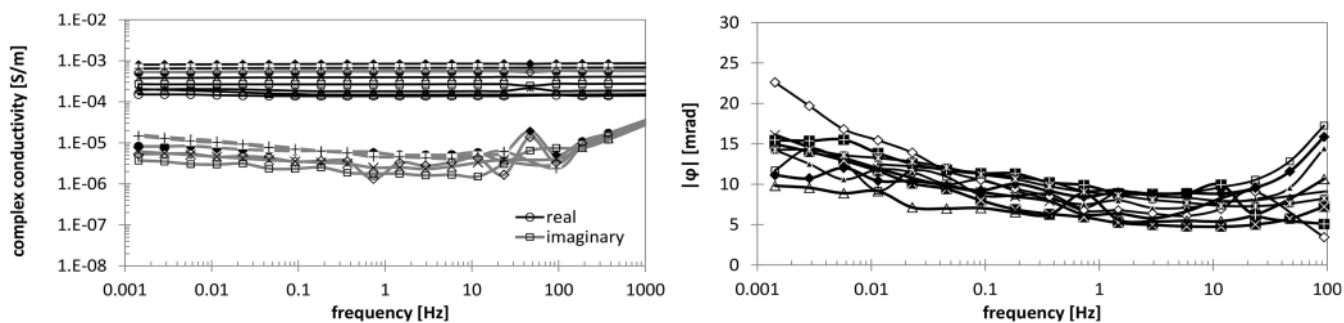 complex conductivity [S/m]
1.E-02
1.E-03
1.E-04
1.E-05
1.E-06
1.E-07
1.E-08
real
imaginary
0.001 0.01 0.1 1 10 100 1000
frequency [Hz]
|φ| [mrad]
30
25
20
15
10
5
0
0.001 0.01 0.1 1 10 100
frequency [Hz]